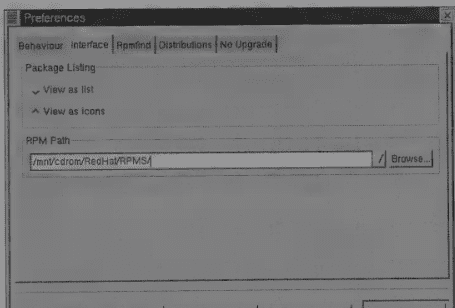 Preferences
Behaviour Interface Rpmfind Distributions No Upgrade
Package Listing
View as list
View as icons
RPM Path
/mnt/cdrom/RedHat/RPMS/ / Browse...